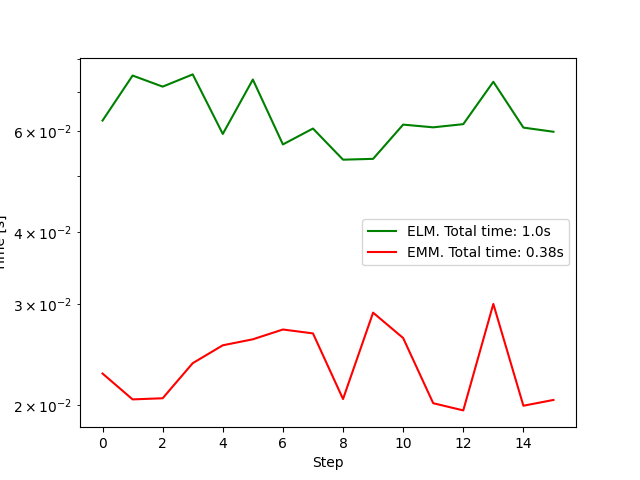 6 × 10⁻²
4 × 10⁻²
3 × 10⁻²
2 × 10⁻²
Time [s]
ELM. Total time: 1.0s
EMM. Total time: 0.38s
0 2 4 6 8 10 12 14
Step